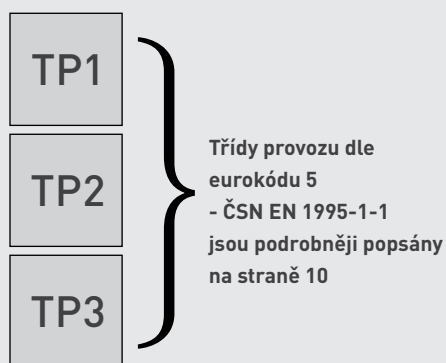 TP1
TP2
TP3
Třídy provozu dle
eurokódu 5
- ČSN EN 1995-1-1
jsou podrobněji popsány
na straně 10